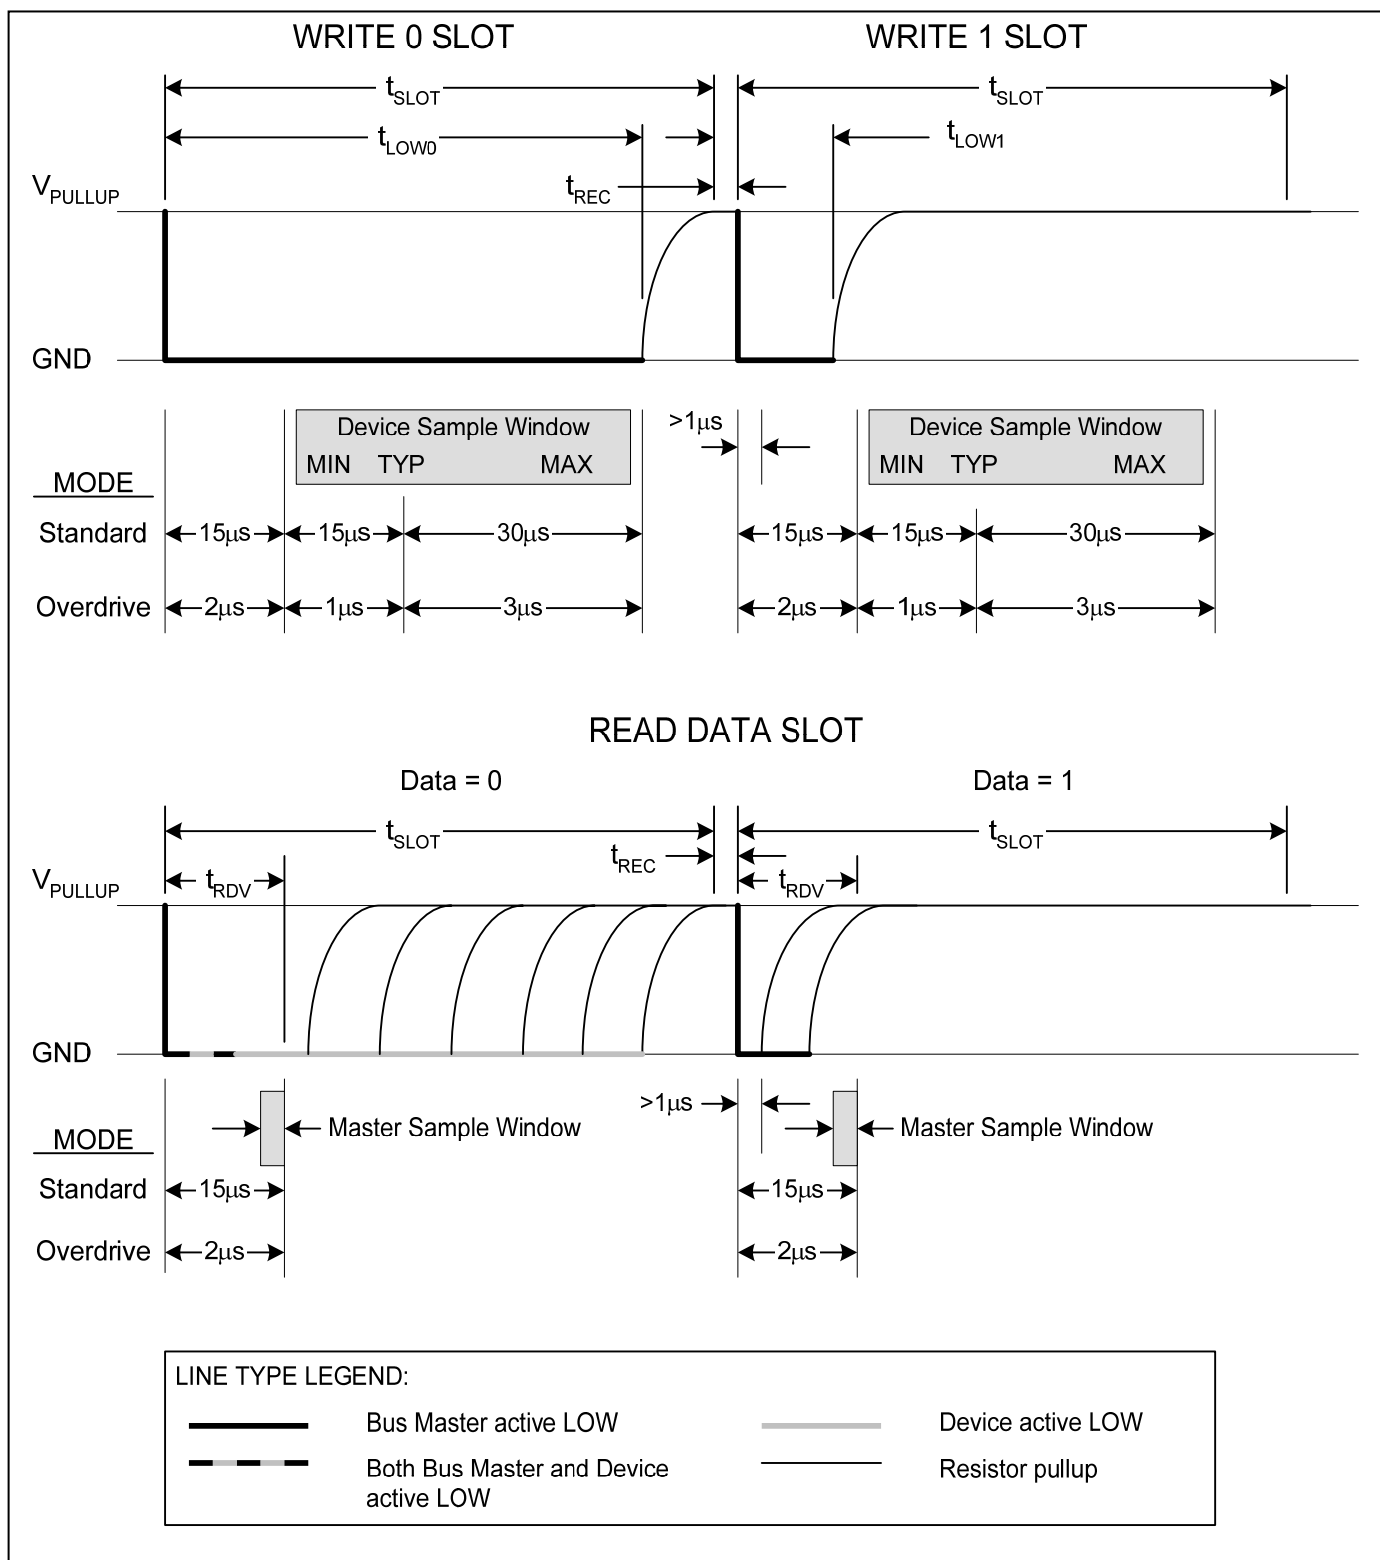 WRITE 0 SLOT WRITE 1 SLOT
tSLOT tSLOT
tLOW0 tLOW1
VPULLUP tREC
GND
>1μs
Device Sample Window Device Sample Window
MIN TYP MAX MIN TYP MAX
MODE
Standard 15μs 15μs 30μs 15μs 15μs 30μs
Overdrive 2μs 1μs 3μs 2μs 1μs 3μs
READ DATA SLOT
Data = 0 Data = 1
tSLOT tSLOT
tREC
VPULLUP tRDV tRDV
GND
>1μs
Master Sample Window Master Sample Window
MODE
Standard 15μs 15μs
Overdrive 2μs 2μs
LINE TYPE LEGEND:
Bus Master active LOW Device active LOW
Both Bus Master and Device Resistor pullup
active LOW